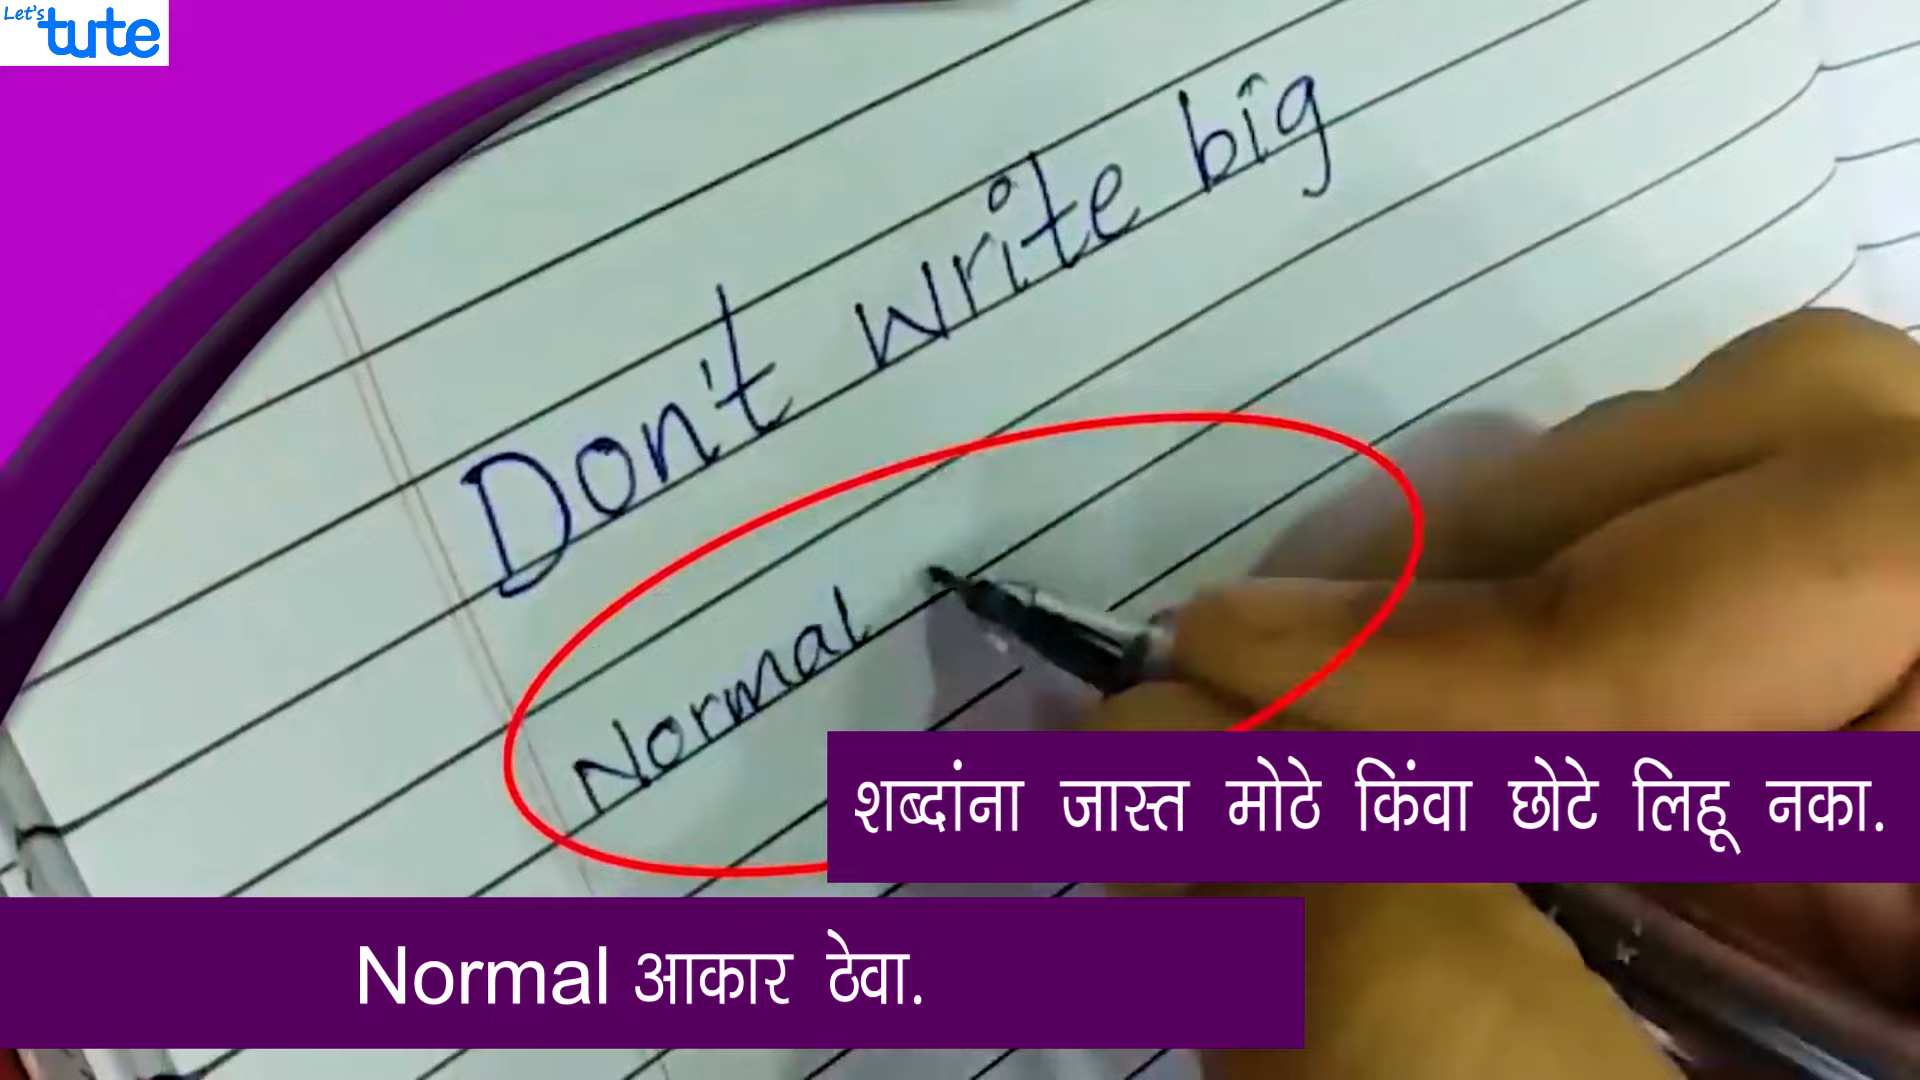 Let's
tute
Don't write big
Normal
शब्दांना जास्त मोठे किंवा छोटे लिहू नका.
Normal आकार ठेवा.